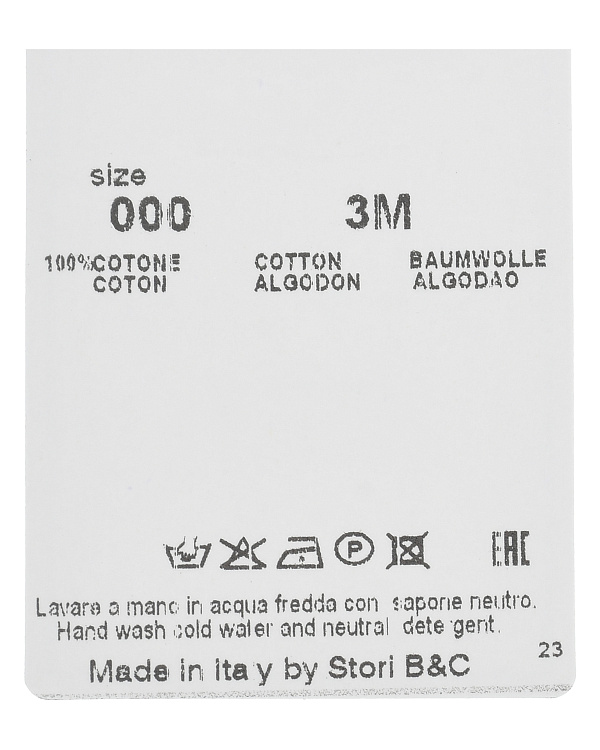 size
000 3M
100%COTONE COTTON BAUMWOLLE
COTON ALGODON ALGODAO
P EAC
Lavare a mano in acqua fredda con sapone neutro.
Hand wash cold water and neutral detergent.
23
Made in Italy by Stori B&C